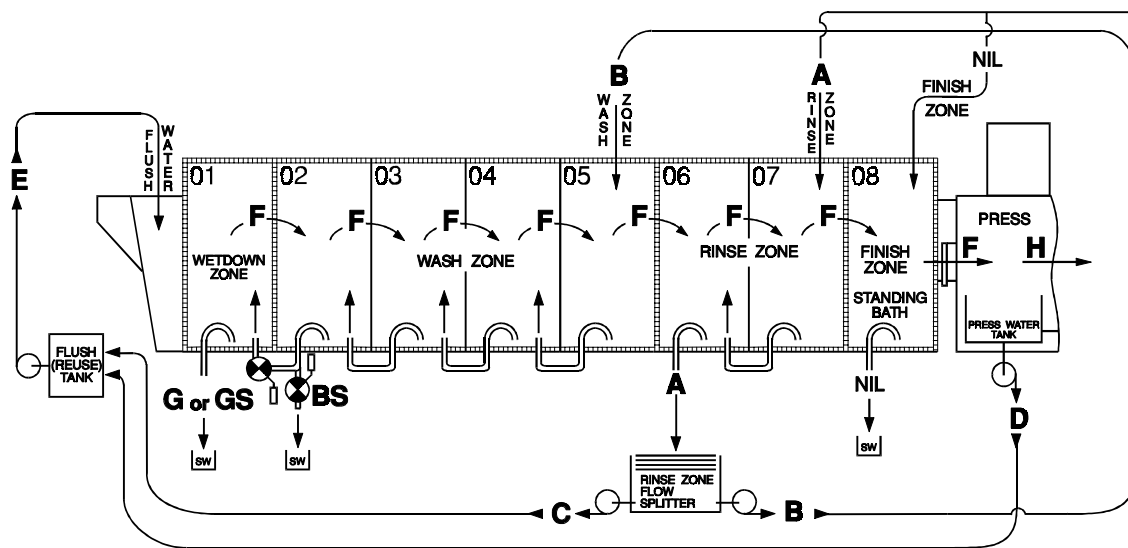 NIL
B
A
FINISH
ZONE
WASH
ZONE
RINSE
ZONE
FLUSH
WATER
E
01
02
03
04
05
06
07
08
F
F
F
F
F
F
F
PRESS
WETDOWN
ZONE
WASH ZONE
RINSE ZONE
FINISH
ZONE
F
H
STANDING
BATH
PRESS WATER
TANK
FLUSH
(REUSE)
TANK
G or GS
BS
A
NIL
D
SW
SW
SW
RINSE ZONE
FLOW
SPLITTER
C
B